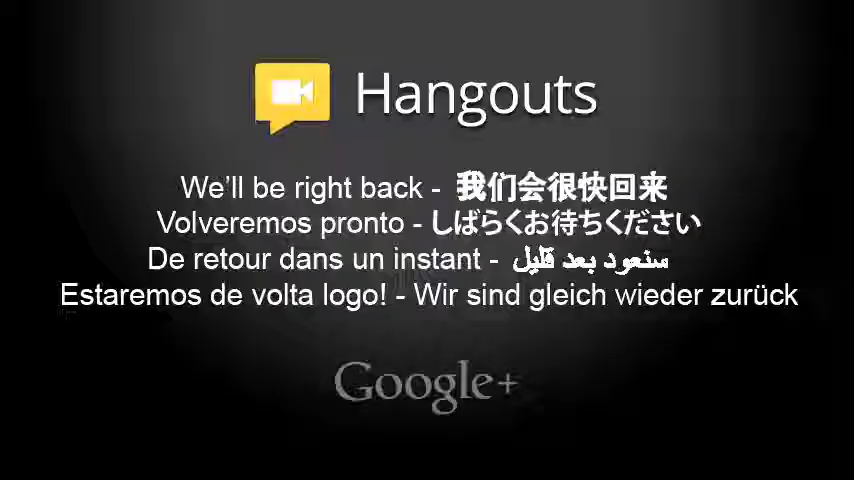 Hangouts
We'll be right back - 我们会很快回来
Volveremos pronto - しばらくお待ちください
De retour dans un instant - سنعود بعد قليل
Estaremos de volta logo! - Wir sind gleich wieder zurück
Google+